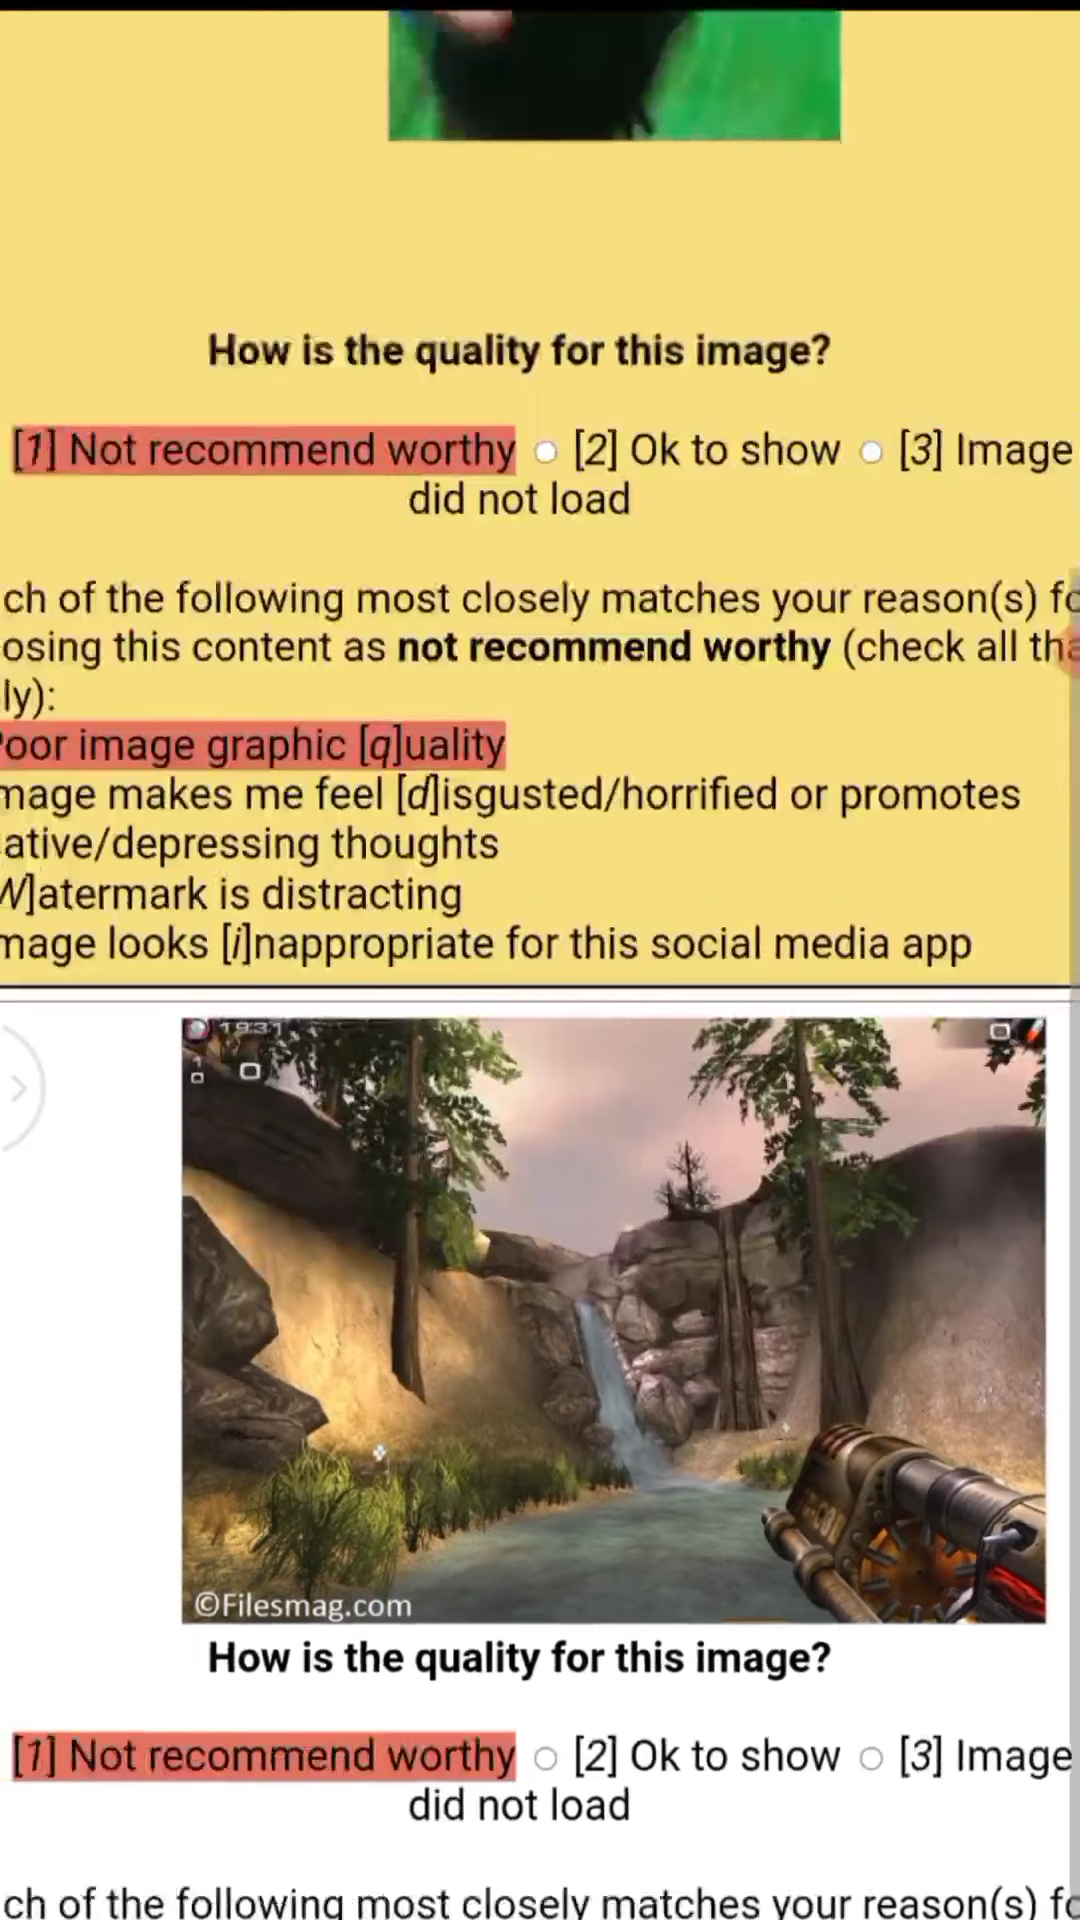 How is the quality for this image?
[1] Not recommend worthy [2] Ok to show [3] Image
did not load
ch of the following most closely matches your reason(s) fo
osing this content as not recommend worthy (check all tha
ly):
Poor image graphic [q]uality
mage makes me feel [d]isgusted/horrified or promotes
ative/depressing thoughts
W]atermark is distracting
mage looks [i]nappropriate for this social media app
1931
©Filesmag.com
How is the quality for this image?
[1] Not recommend worthy [2] Ok to show [3] Image
did not load
ch of the following most closely matches your reason(s) fo